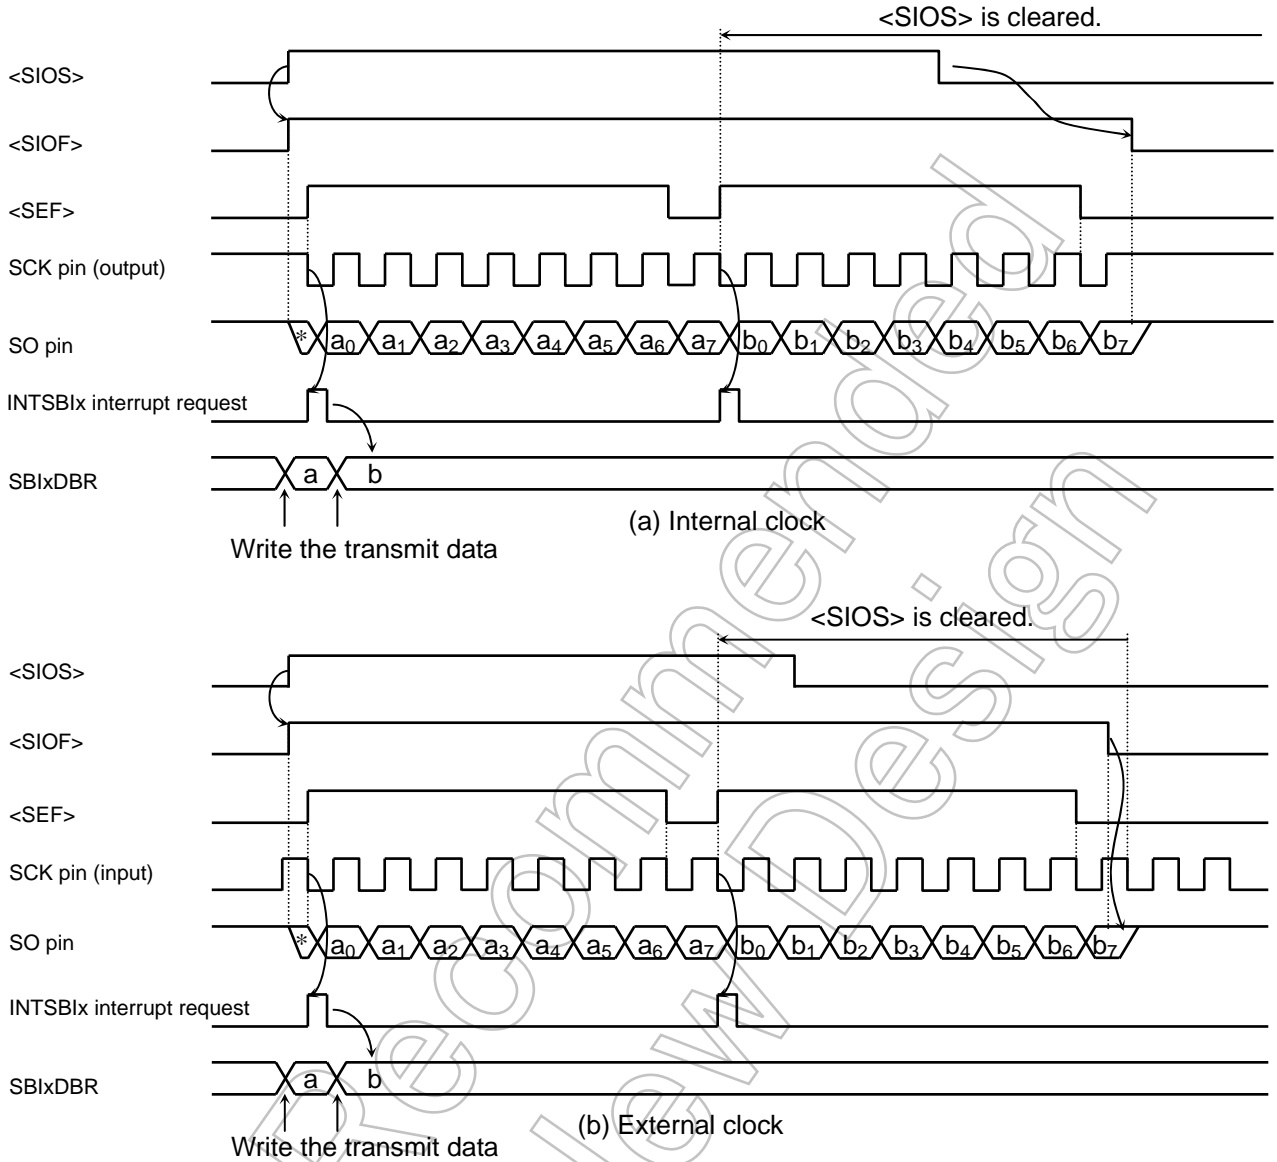 <SIOS> is cleared.
<SIOS>
<SIOF>
<SEF>
SCK pin (output)
SO pin
* a0 a1 a2 a3 a4 a5 a6 a7 b0 b1 b2 b3 b4 b5 b6 b7
INTSBIx interrupt request
SBIxDBR
a b
(a) Internal clock
Write the transmit data
<SIOS> is cleared.
<SIOS>
<SIOF>
<SEF>
SCK pin (input)
SO pin
* a0 a1 a2 a3 a4 a5 a6 a7 b0 b1 b2 b3 b4 b5 b6 b7
INTSBIx interrupt request
SBIxDBR
a b
(b) External clock
Write the transmit data
Recommended
Design